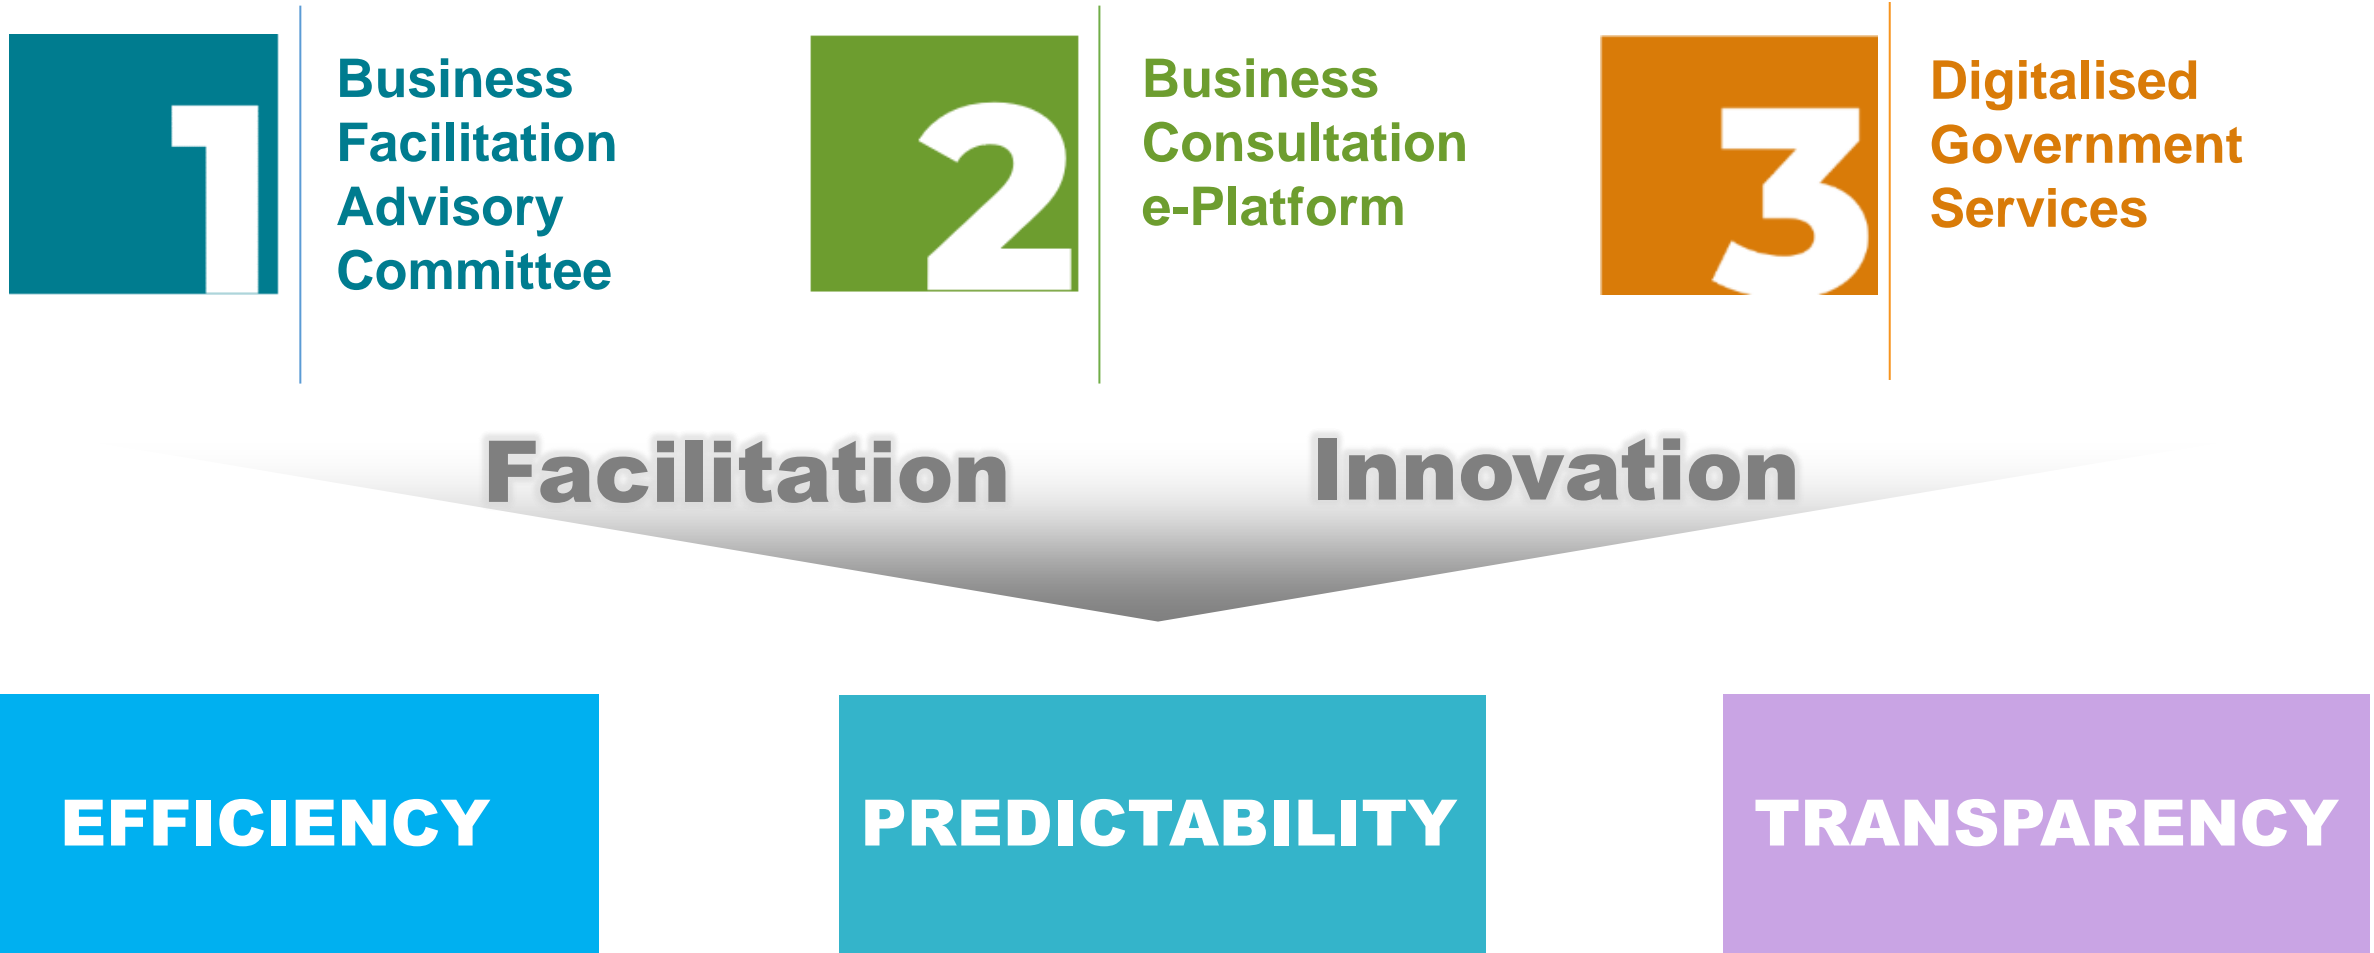 1
Business
Facilitation
Advisory
Committee
2
Business
Consultation
e-Platform
3
Digitalised
Government
Services
Facilitation
Innovation
EFFICIENCY
PREDICTABILITY
TRANSPARENCY